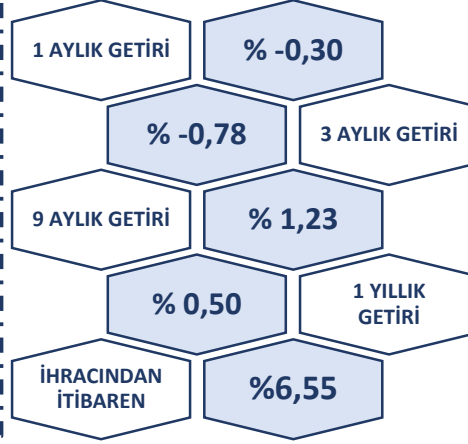 1 AYLIK GETİRİ
% -0,30
% -0,78
3 AYLIK GETİRİ
9 AYLIK GETİRİ
% 1,23
% 0,50
1 YILLIK
GETİRİ
İHRACINDAN
İTİBAREN
%6,55